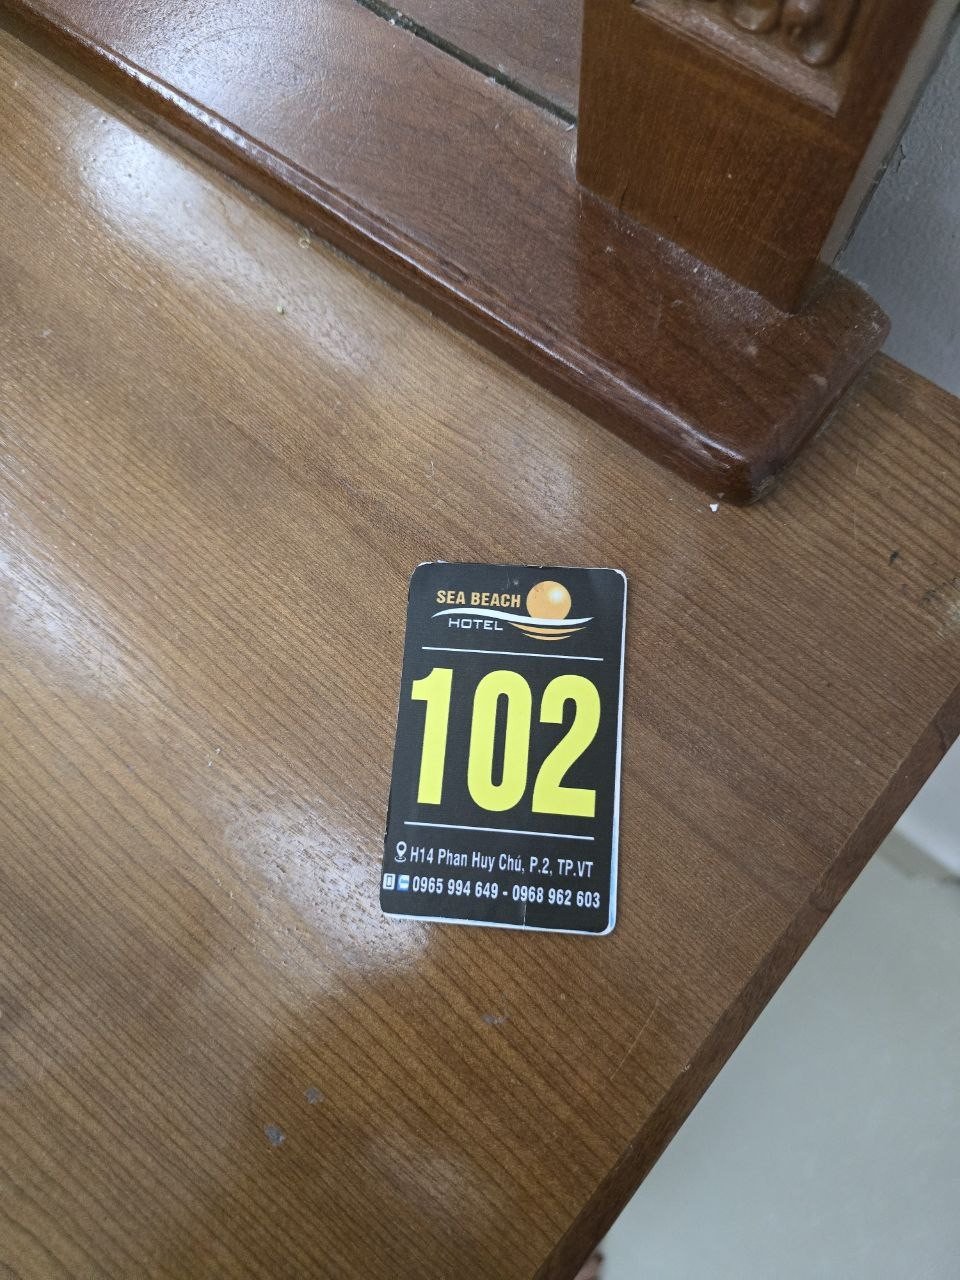 SEA BEACH
HOTEL
102
H14 Phan Huy Chú, P.2, TP.VT
0965 994 649 - 0968 962 603